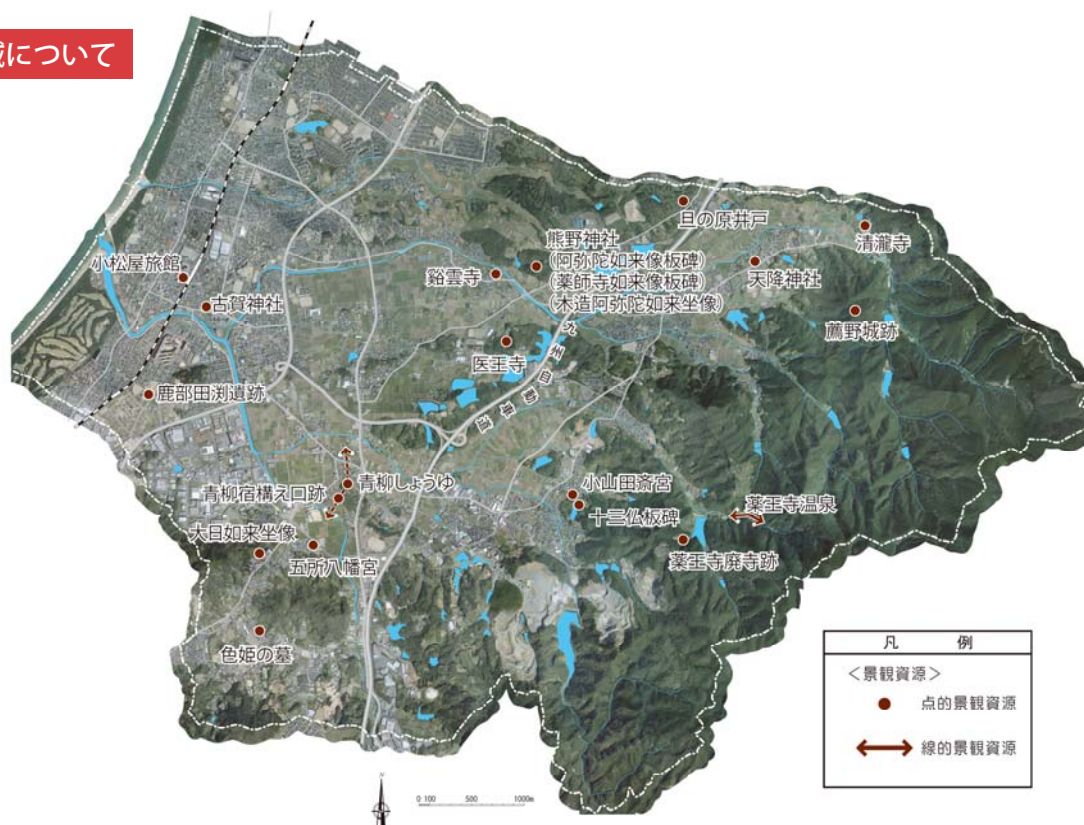 域について
旦の原井戸
清瀧寺
熊野神社
(阿弥陀如来像板碑)
(薬師寺如来像板碑)
(木造阿弥陀如来坐像)
谿雲寺
天降神社
小松屋旅館
古賀神社
薦野城跡
医王寺
九州自動車道
鹿部田渕遺跡
青柳しょうゆ
青柳宿構え口跡
小山田斎宮
十三仏板碑
薬王寺温泉
大日如来坐像
五所八幡宮
薬王寺廃寺跡
色姫の墓
凡 例
<景観資源>
点的景観資源
線的景観資源
N
0 100 500 1000m